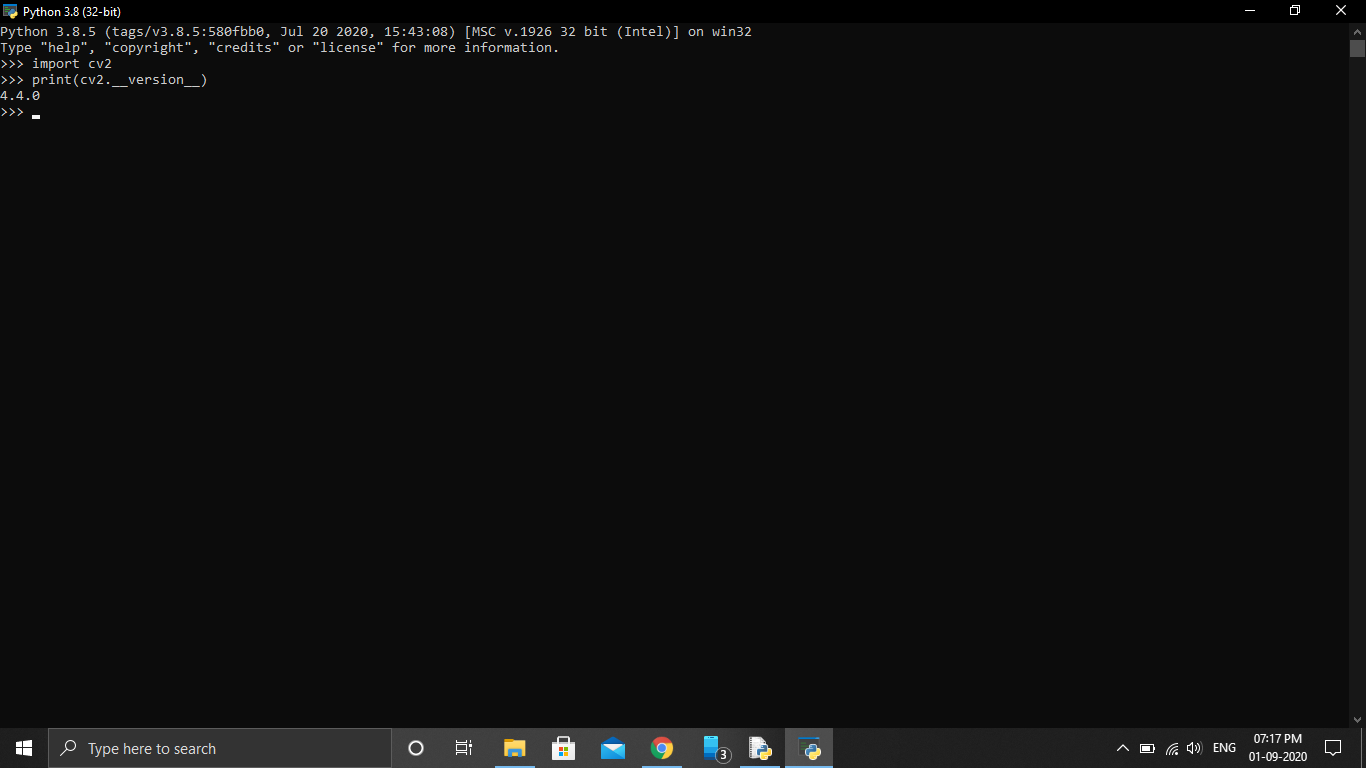 Python 3.8 (32-bit)
Python 3.8.5 (tags/v3.8.5:580fbb0, Jul 20 2020, 15:43:08) [MSC v.1926 32 bit (Intel)] on win32
Type "help", "copyright", "credits" or "license" for more information.
>>> import cv2
>>> print(cv2.__version__)
4.4.0
>>>
Type here to search
3
ENG
07:17 PM
01-09-2020